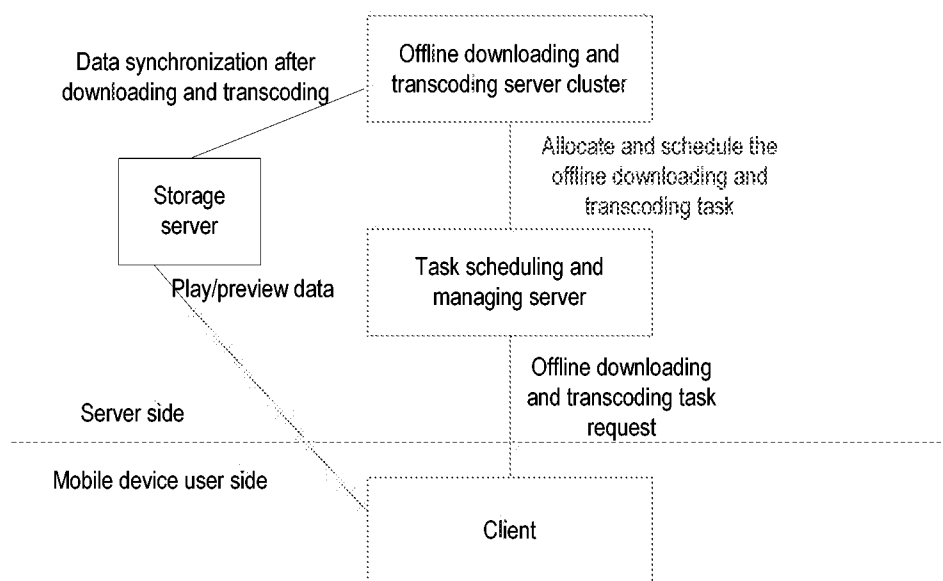 Data synchronization after
downloading and transcoding
Offline downloading and
transcoding server cluster
Allocate and schedule the
offline downloading and
transcoding task
Storage
server
Task scheduling and
managing server
Play/preview data
Offline downloading
and transcoding task
request
Server side
Mobile device user side
Client